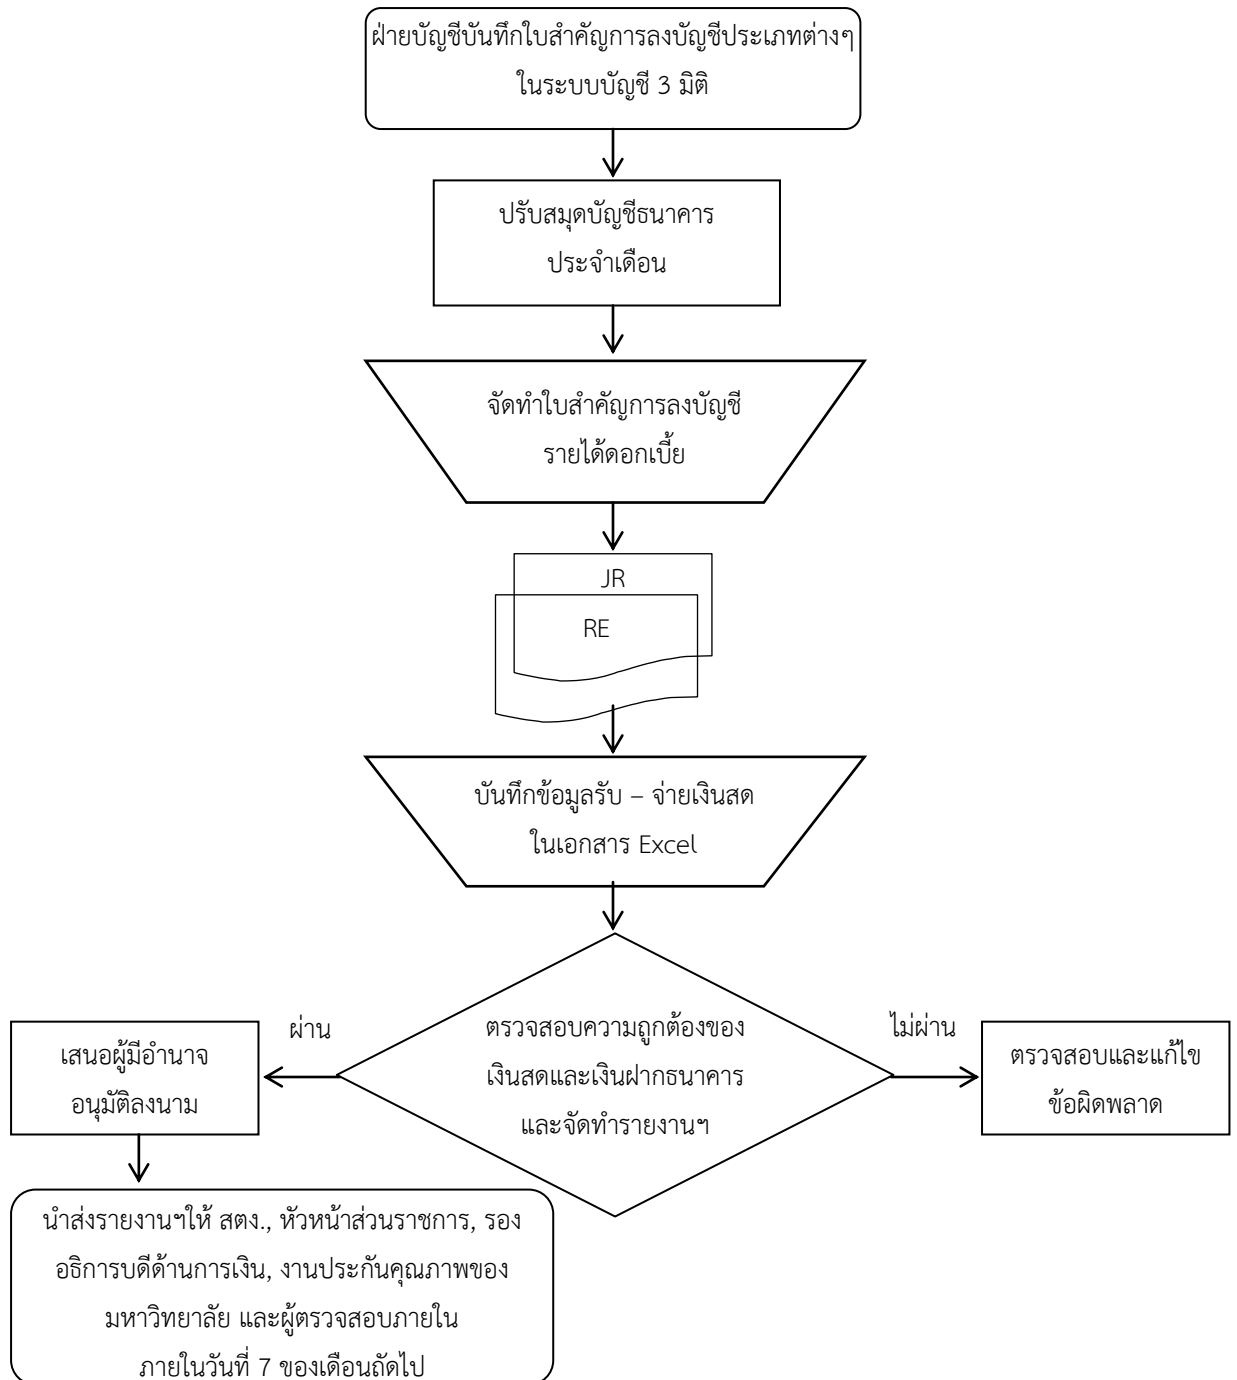 ฝ่ายบัญชีบันทึกใบสำคัญการลงบัญชีประเภทต่างๆ
ในระบบบัญชี 3 มิติ
ปรับสมุดบัญชีธนาคาร
ประจำเดือน
จัดทำใบสำคัญการลงบัญชี
รายได้ดอกเบี้ย
JR
RE
บันทึกข้อมูลรับ – จ่ายเงินสด
ในเอกสาร Excel
ตรวจสอบความถูกต้องของ
เงินสดและเงินฝากธนาคาร
และจัดทำรายงานฯ
ผ่าน
ไม่ผ่าน
เสนอผู้มีอำนาจ
อนุมัติลงนาม
ตรวจสอบและแก้ไข
ข้อผิดพลาด
นำส่งรายงานฯให้ สตง., หัวหน้าส่วนราชการ, รอง
อธิการบดีด้านการเงิน, งานประกันคุณภาพของ
มหาวิทยาลัย และผู้ตรวจสอบภายใน
ภายในวันที่ 7 ของเดือนถัดไป